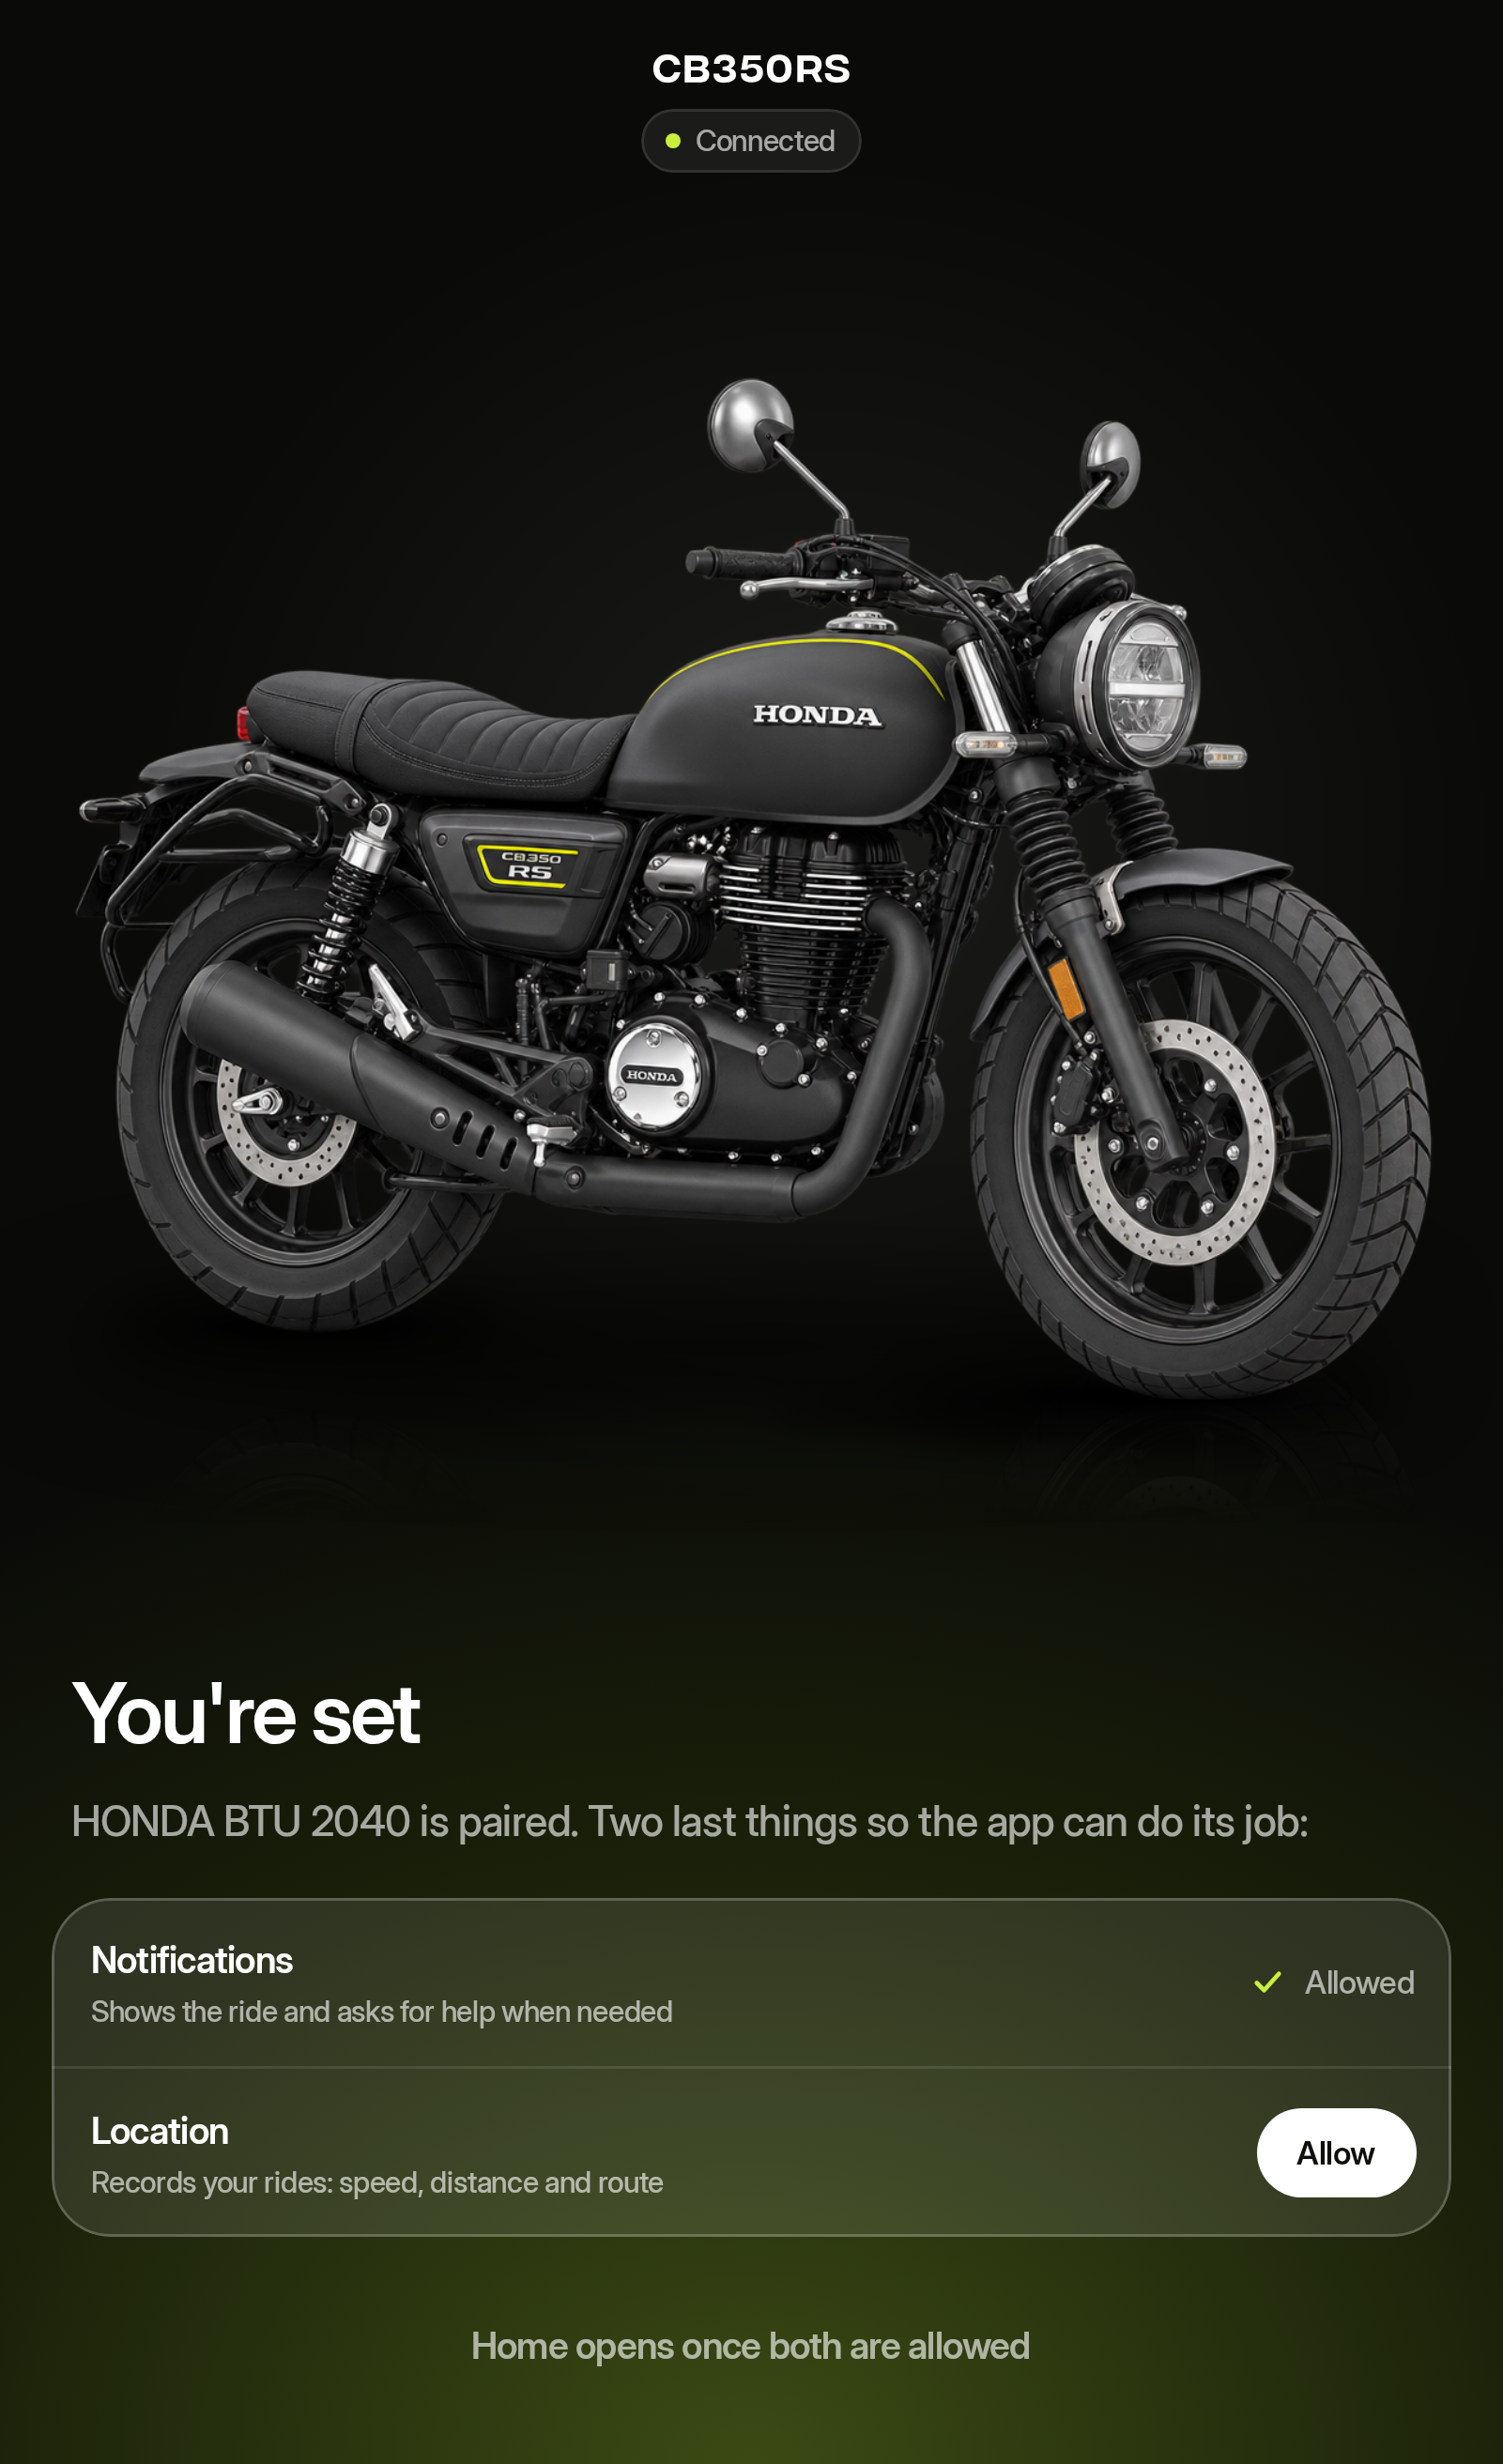 CB350RS
Connected
HONDA
CB350
RS
HONDA
You're set
HONDA BTU 2040 is paired. Two last things so the app can do its job:
Notifications
Shows the ride and asks for help when needed
Allowed
Location
Records your rides: speed, distance and route
Allow
Home opens once both are allowed